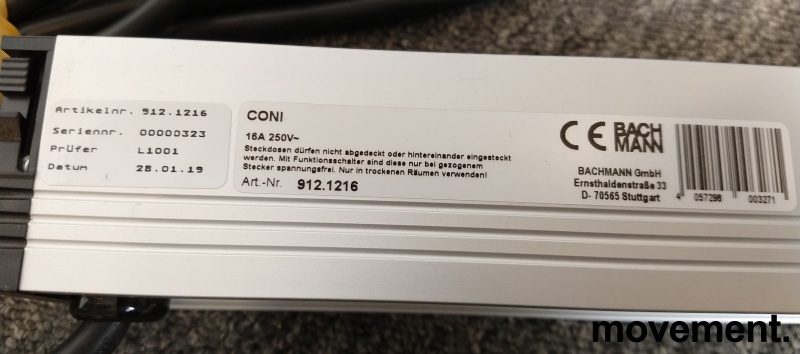 Artikelnr. 912.1216
Seriennr. 00000323
Prüfer L1001
Datum 28.01.19
CONI
16A 250V~
Steckdosen dürfen nicht abgedeckt oder hintereinander eingesteckt
werden. Mit Funktionsschalter sind diese nur bei gezogenem
Stecker spannungsfrei. Nur in trockenen Räumen verwenden!
Art.-Nr. 912.1216
CE BACH
MANN
BACHMANN GmbH
Ernsthaldenstraße 33
D- 70565 Stuttgart
4 057298 003271
movement.